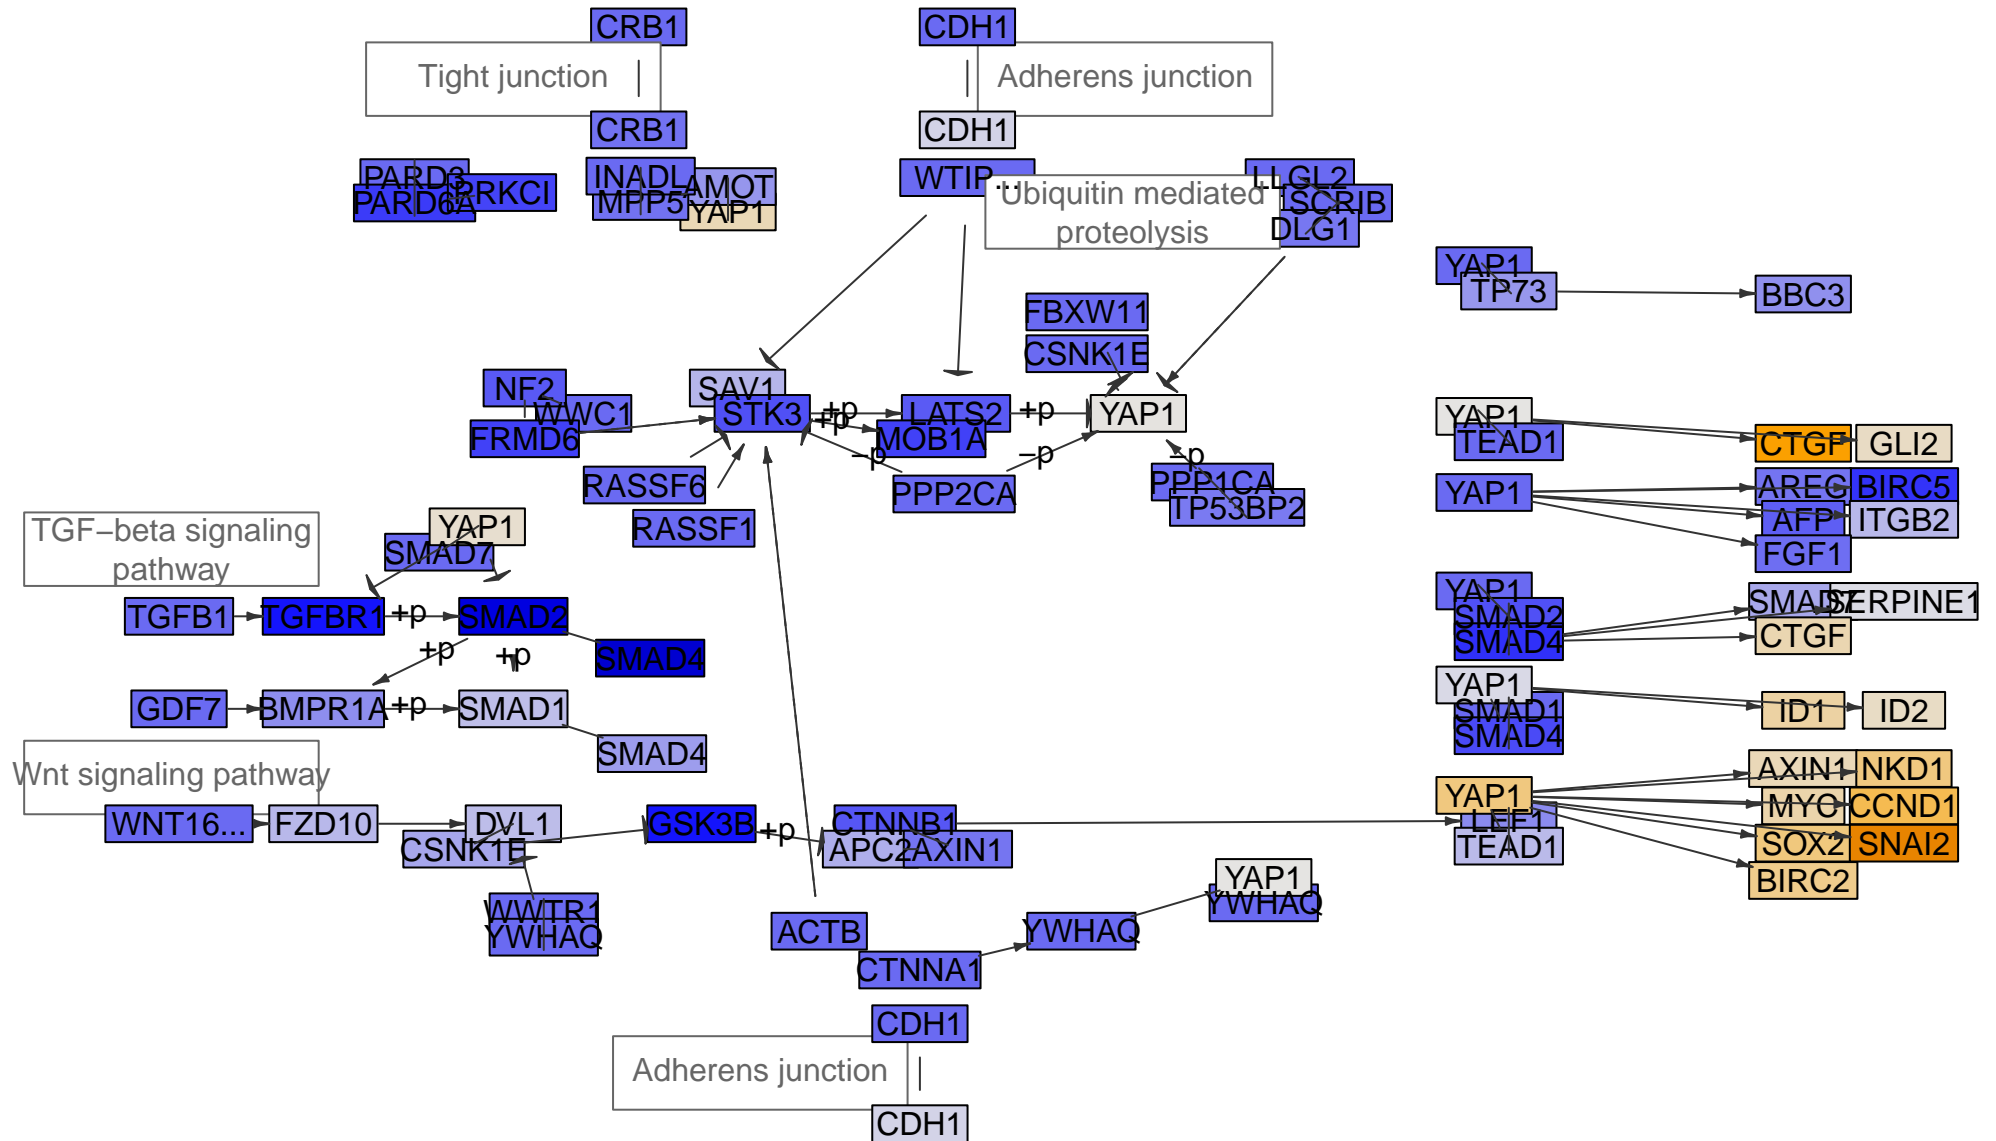 CRB1
CDH1
Tight junction
Adherens junction
CRB1
CDH1
PARD3
PRKCI
PARD6A
INADL
AMOT
MPP5
YAP1
WTIP...
LLGL2
Ubiquitin mediated
proteolysis
SCRIB
DLG1
YAP1
TP73
BBC3
FBXW11
CSNK1E
NF2
WWC1
FRMD6
SAV1
STK3
+p
+p
LATS2
MOB1A
+p
YAP1
–p
–p
–p
RASSF6
RASSF1
PPP2CA
PPP1CA
TP53BP2
YAP1
TEAD1
CTGF
GLI2
YAP1
AREG
BIRC5
AFP
ITGB2
FGF1
TGF–beta signaling
pathway
YAP1
SMAD7
TGFB1
TGFBR1
+p
SMAD2
SMAD4
+p
+p
GDF7
BMPR1A
+p
SMAD1
SMAD4
YAP1
SMAD2
SMAD4
SMAD7
SERPINE1
CTGF
YAP1
SMAD1
SMAD4
ID1
ID2
Wnt signaling pathway
WNT16...
FZD10
DVL1
CSNK1E
GSK3B
+p
CTNNB1
APC2
AXIN1
YAP1
LEF1
TEAD1
AXIN1
NKD1
MYC
CCND1
SOX2
SNAI2
BIRC2
WWTR1
YWHAQ
ACTB
CTNNA1
YWHAQ
YAP1
YWHAQ
CDH1
Adherens junction
CDH1